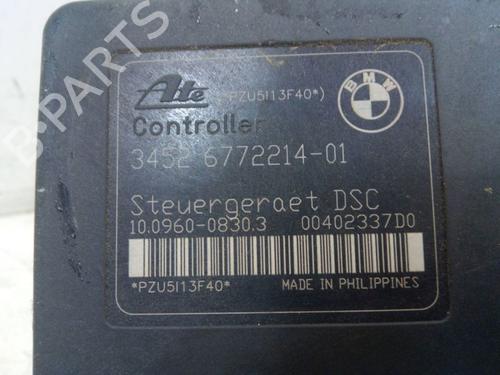 Ate
*PZU5I13F40*)
BMW
Controller
3452 6772214-01
Steuergeraet DSC
10.0960-0830.3 00402337D0
*PZU5I13F40* MADE IN PHILIPPINES
B-PARTS